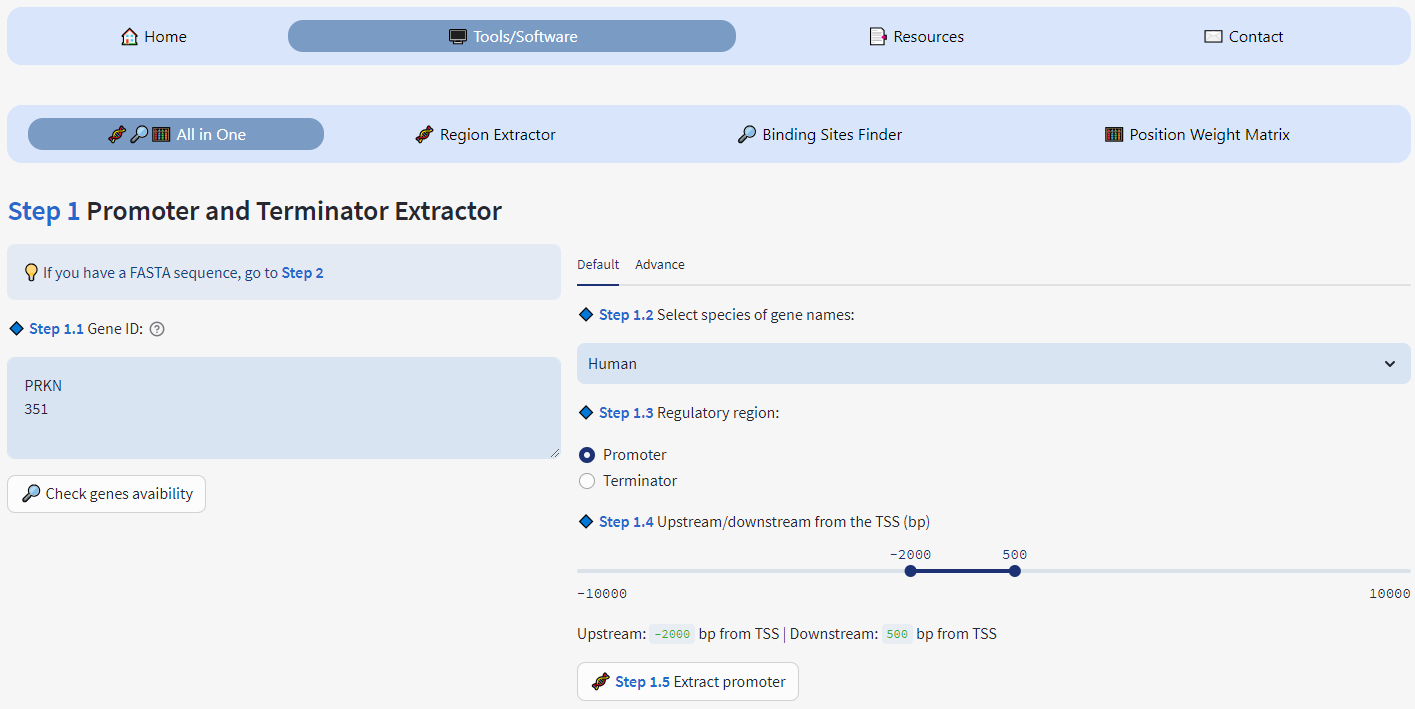 Home
Tools/Software
Resources
Contact
All in One
Region Extractor
Binding Sites Finder
Position Weight Matrix
Step 1 Promoter and Terminator Extractor
If you have a FASTA sequence, go to Step 2
Step 1.1 Gene ID: ?
PRKN
351
Check genes avaibility
Default Advance
Step 1.2 Select species of gene names:
Human
Step 1.3 Regulatory region:
Promoter
Terminator
Step 1.4 Upstream/downstream from the TSS (bp)
-2000 500
-10000 10000
Upstream: -2000 bp from TSS | Downstream: 500 bp from TSS
Step 1.5 Extract promoter